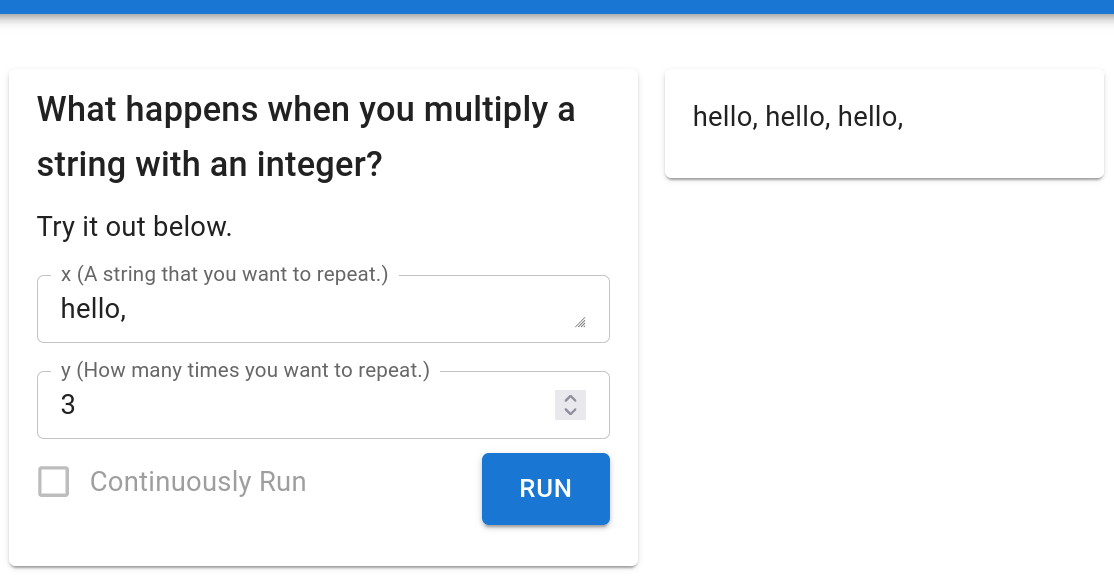 What happens when you multiply a
string with an integer?
Try it out below.
x (A string that you want to repeat.)
hello,
y (How many times you want to repeat.)
3
Continuously Run
RUN
hello, hello, hello,